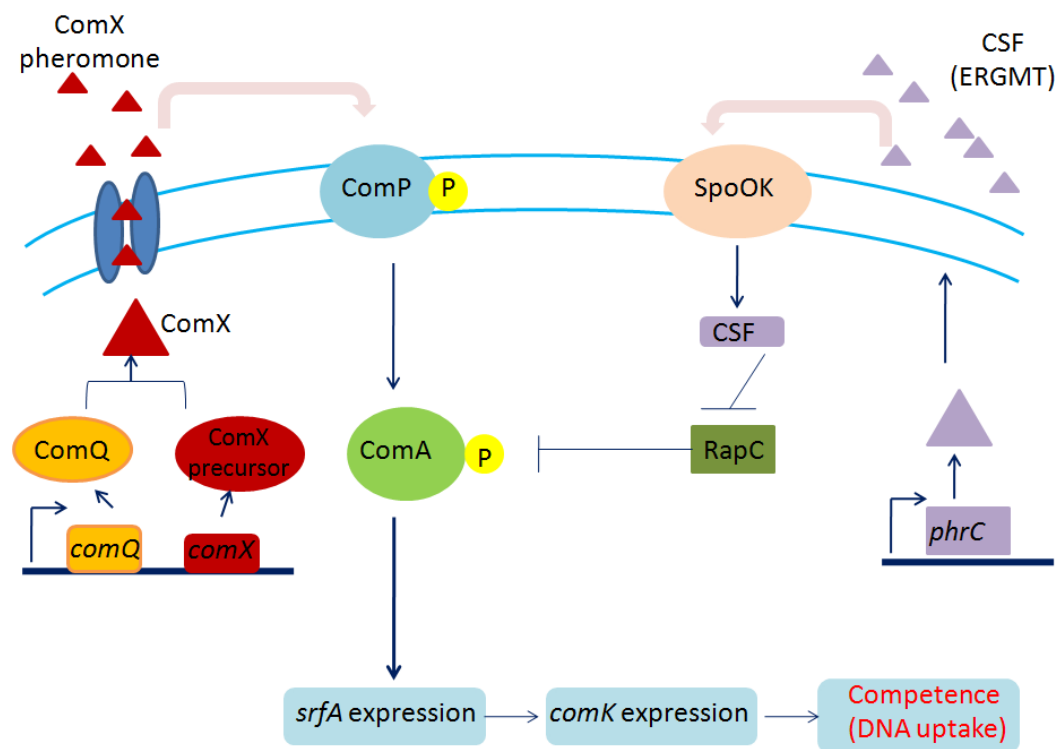 ComX
pheromone
CSF
(ERGMT)
ComP
P
SpoOK
ComX
CSF
ComQ
ComX
precursor
ComA
P
RapC
comQ
comX
phrC
srfA expression
comK expression
Competence
(DNA uptake)